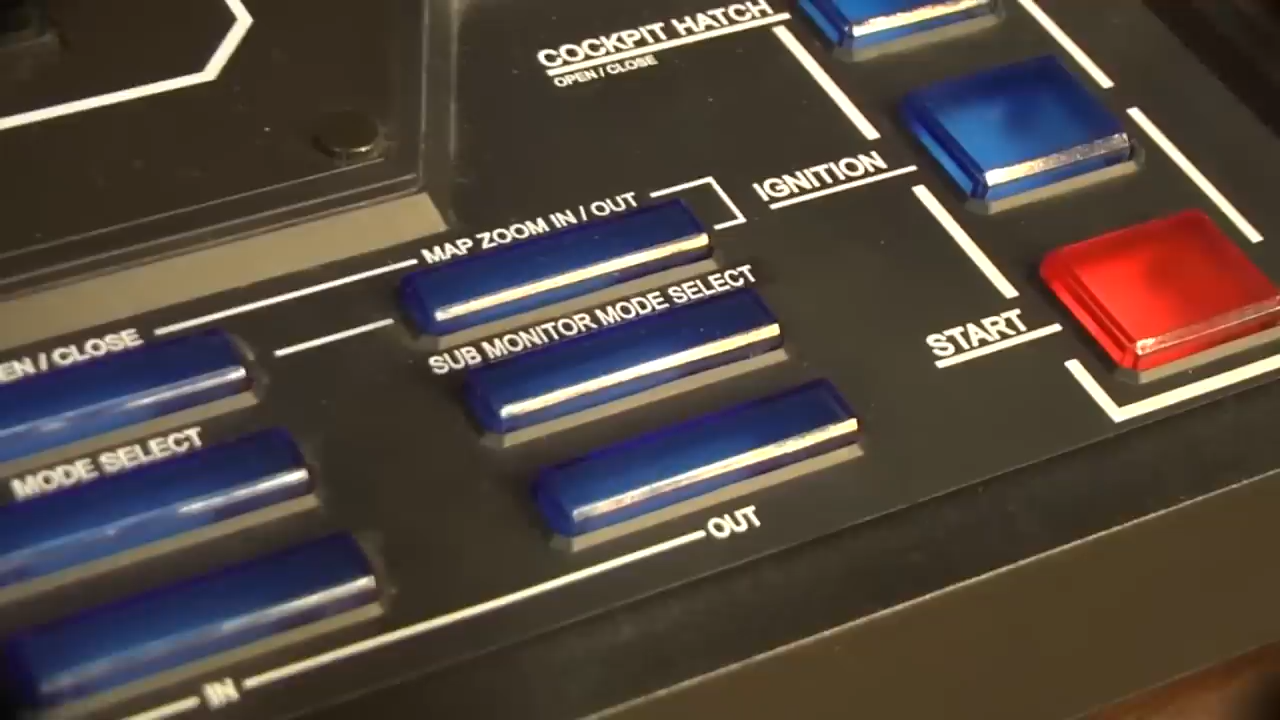 COCKPIT HATCH
OPEN / CLOSE
IGNITION
MAP ZOOM IN / OUT
SUB MONITOR MODE SELECT
START
/ CLOSE
MODE SELECT
OUT
IN